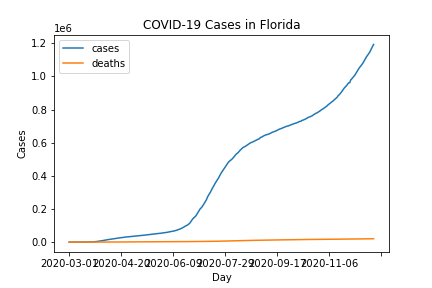 COVID-19 Cases in Florida
1e6
cases
deaths
1.2
1.0
0.8
0.6
0.4
0.2
0.0
Cases
2020-03-01 2020-04-20 2020-06-09 2020-07-29 2020-09-17 2020-11-06
Day